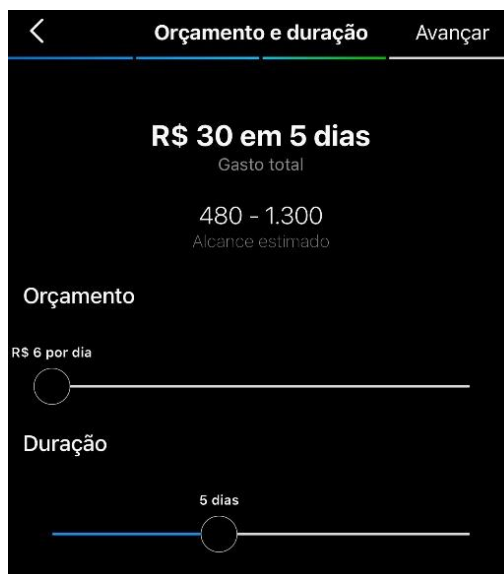 Orçamento e duração Avançar
R$ 30 em 5 dias
Gasto total
480 - 1.300
Alcance estimado
Orçamento
R$ 6 por dia
Duração
5 dias